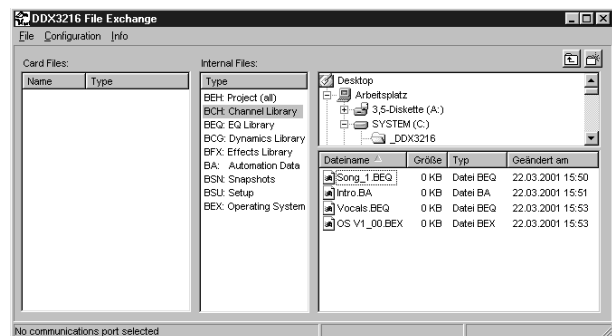 DDX3216 File Exchange
File Configuration Info
Card Files:
Name Type
Internal Files:
Type
BEH: Project (all)
BCH: Channel Library
BEQ: EQ Library
BCG: Dynamics Library
BFX: Effects Library
BA: Automation Data
BSN: Snapshots
BSU: Setup
BEX: Operating System
Desktop
Arbeitsplatz
3,5-Diskette (A:)
SYSTEM (C:)
_DDX3216
Dateiname Größe Typ Geändert am
Song_1.BEQ 0 KB Datei BEQ 22.03.2001 15:50
Intro.BA 0 KB Datei BA 22.03.2001 15:51
Vocals.BEQ 0 KB Datei BEQ 22.03.2001 15:53
OS V1_00.BEX 0 KB Datei BEX 22.03.2001 15:53
No communications port selected